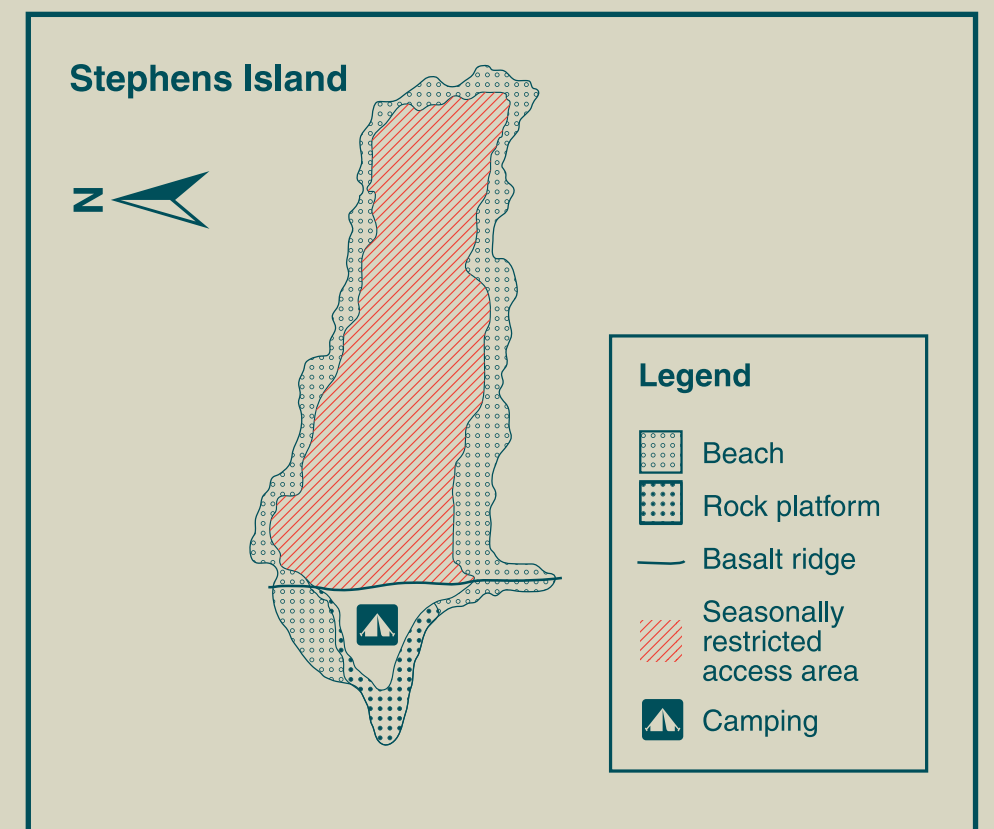 Stephens Island
N
Legend
Beach
Rock platform
Basalt ridge
Seasonally
restricted
access area
Camping